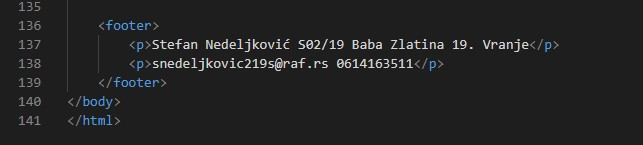 135
136 <footer>
137 <p>Stefan Nedeljković S02/19 Baba Zlatina 19. Vranje</p>
138 <p>snedeljkovic219s@raf.rs 0614163511</p>
139 </footer>
140 </body>
141 </html>